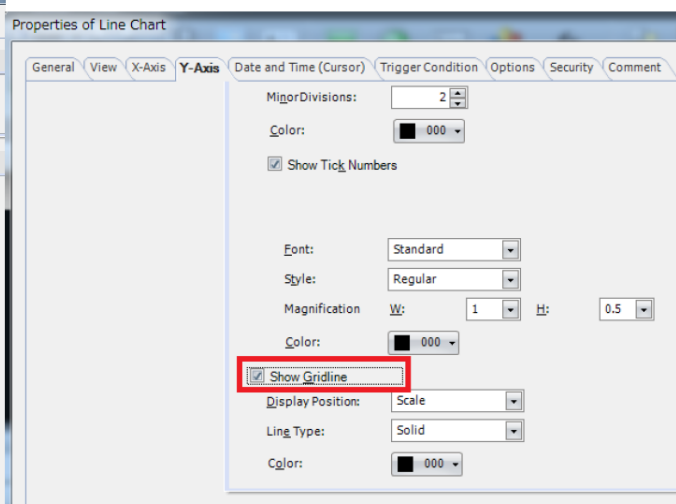 Properties of Line Chart
General View X-Axis Y-Axis Date and Time (Cursor) Trigger Condition Options Security Comment
MinorDivisions: 2
Color: 000
Show Tick Numbers
Font: Standard
Style: Regular
Magnification W: 1 H: 0.5
Color: 000
Show Gridline
Display Position: Scale
Line Type: Solid
Color: 000